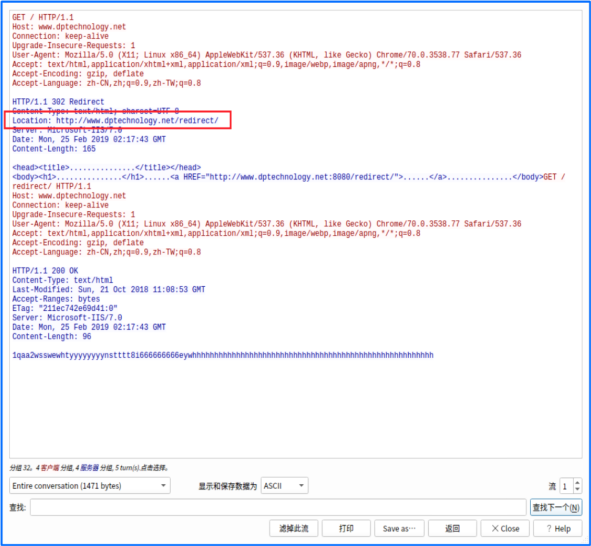 GET / HTTP/1.1
Host: www.dptechnology.net
Connection: keep-alive
Upgrade-Insecure-Requests: 1
User-Agent: Mozilla/5.0 (X11; Linux x86_64) AppleWebKit/537.36 (KHTML, like Gecko) Chrome/70.0.3538.77 Safari/537.36
Accept: text/html,application/xhtml+xml,application/xml;q=0.9,image/webp,image/apng,*/*;q=0.8
Accept-Encoding: gzip, deflate
Accept-Language: zh-CN,zh;q=0.9,zh-TW;q=0.8
HTTP/1.1 302 Redirect
Content-Type: text/html; charset=UTF-8
Location: http://www.dptechnology.net/redirect/
Server: Microsoft-IIS/7.0
Date: Mon, 25 Feb 2019 02:17:43 GMT
Content-Length: 165
<head><title>...............</title></head>
<body><h1>..............</h1>......<a HREF="http://www.dptechnology.net:8080/redirect/">......</a>...............</body>GET /
redirect/ HTTP/1.1
Host: www.dptechnology.net
Connection: keep-alive
Upgrade-Insecure-Requests: 1
User-Agent: Mozilla/5.0 (X11; Linux x86_64) AppleWebKit/537.36 (KHTML, like Gecko) Chrome/70.0.3538.77 Safari/537.36
Accept: text/html,application/xhtml+xml,application/xml;q=0.9,image/webp,image/apng,*/*;q=0.8
Accept-Encoding: gzip, deflate
Accept-Language: zh-CN,zh;q=0.9,zh-TW;q=0.8
HTTP/1.1 200 OK
Content-Type: text/html
Last-Modified: Sun, 21 Oct 2018 11:08:53 GMT
Accept-Ranges: bytes
ETag: "211ec742e69d41:0"
Server: Microsoft-IIS/7.0
Date: Mon, 25 Feb 2019 02:17:43 GMT
Content-Length: 96
1qaa2wsswewhtyyyyyyyynstttt8i666666666eywhhhhhhhhhhhhhhhhhhhhhhhhhhhhhhhhhhhhhhhhhhhhhhhhhhhhhhh
分组 32。4 客户端 分组, 4 服务器 分组, 5 turn(s).点击选择。
Entire conversation (1471 bytes) 显示和保存数据为 ASCII 流 1
查找: 查找下一个(N)
滤掉此流 打印 Save as… 返回 Close Help